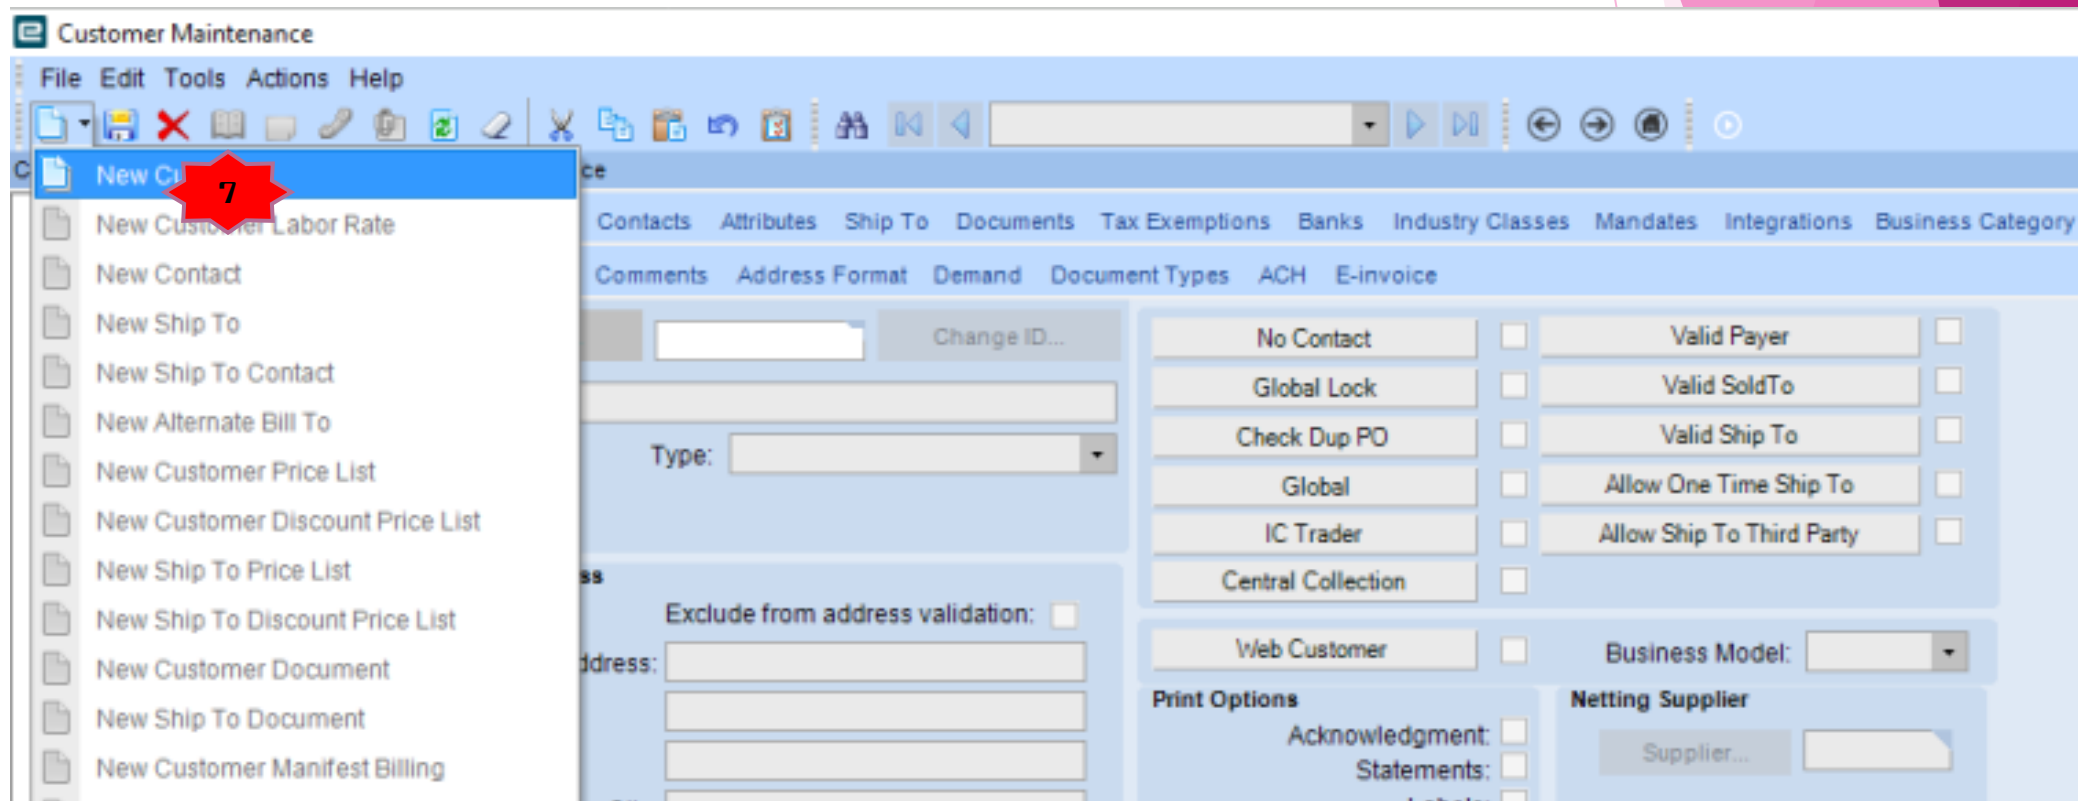 Customer Maintenance
File Edit Tools Actions Help
New
7
ce
New Customer Labor Rate
Contacts Attributes Ship To Documents Tax Exemptions Banks Industry Classes Mandates Integrations Business Category
New Contact
Comments Address Format Demand Document Types ACH E-invoice
New Ship To
Change ID...
No Contact
Valid Payer
New Ship To Contact
Global Lock
Valid SoldTo
New Alternate Bill To
Type:
Check Dup PO
Valid Ship To
New Customer Price List
Global
Allow One Time Ship To
New Customer Discount Price List
IC Trader
Allow Ship To Third Party
New Ship To Price List
ss
Central Collection
New Ship To Discount Price List
Exclude from address validation:
New Customer Document
ddress:
Web Customer
Business Model:
New Ship To Document
Print Options
Netting Supplier
Acknowledgment:
New Customer Manifest Billing
Statements:
Supplier...